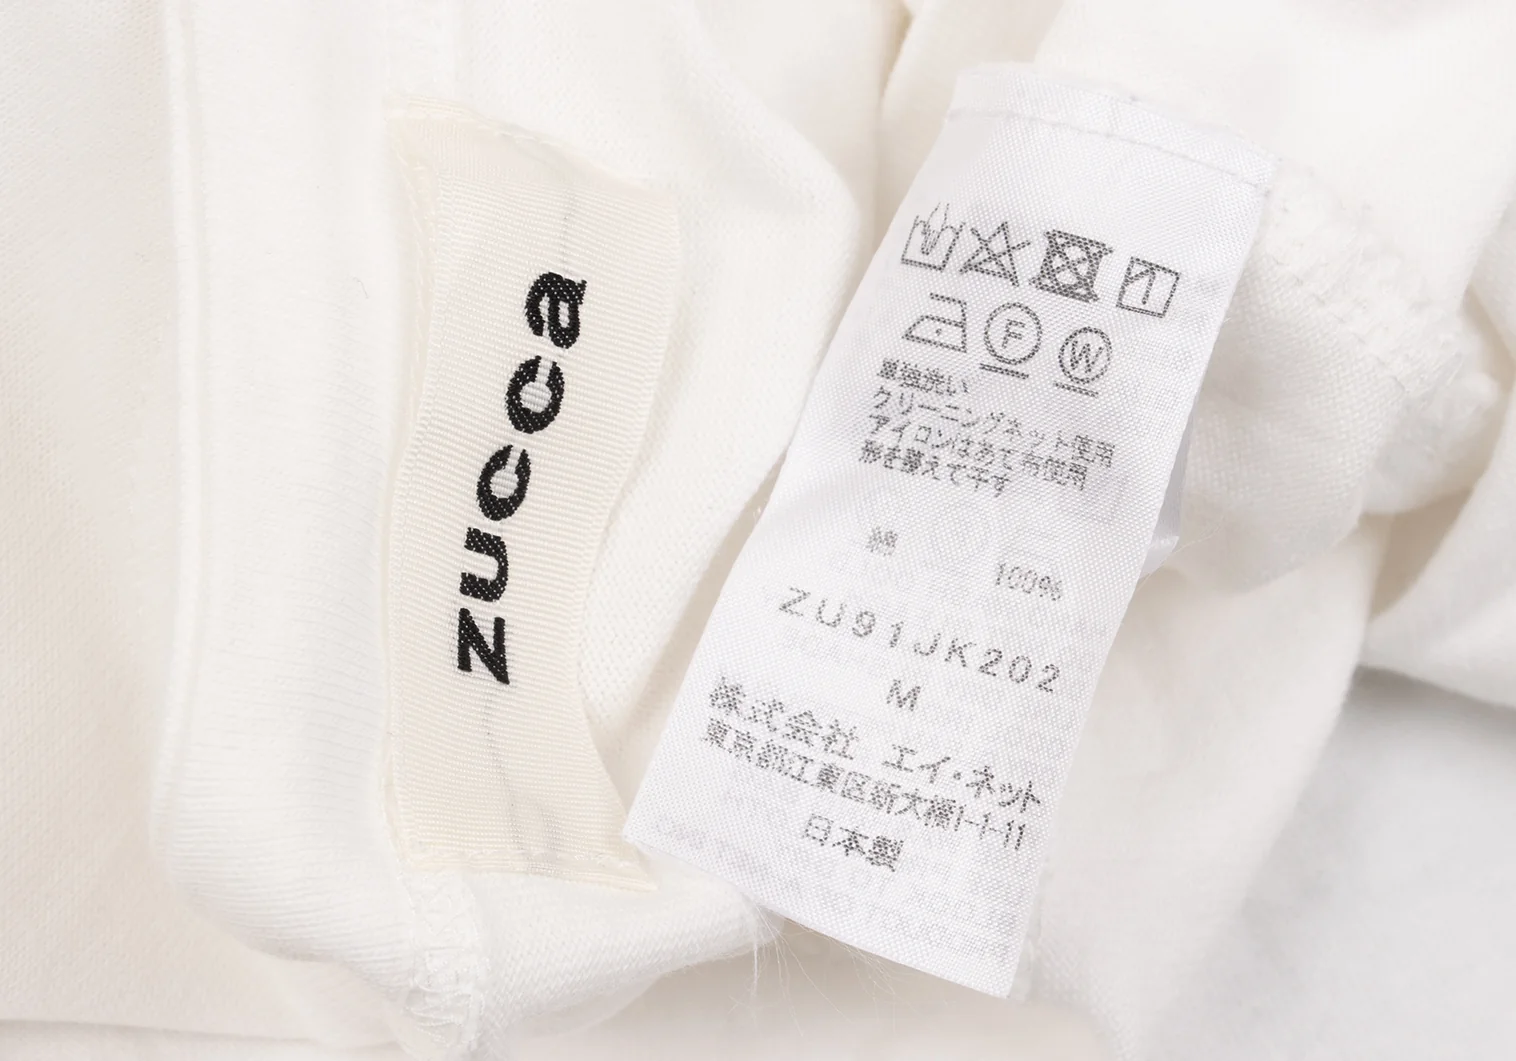 zucca
F
W
単独洗い
クリーニングネット使用
アイロンはあて布使用
形を整えて干す
綿 100%
ZU91JK202
M
株式会社 エイ・ネット
東京都江東区新大橋1-1-11
日本製